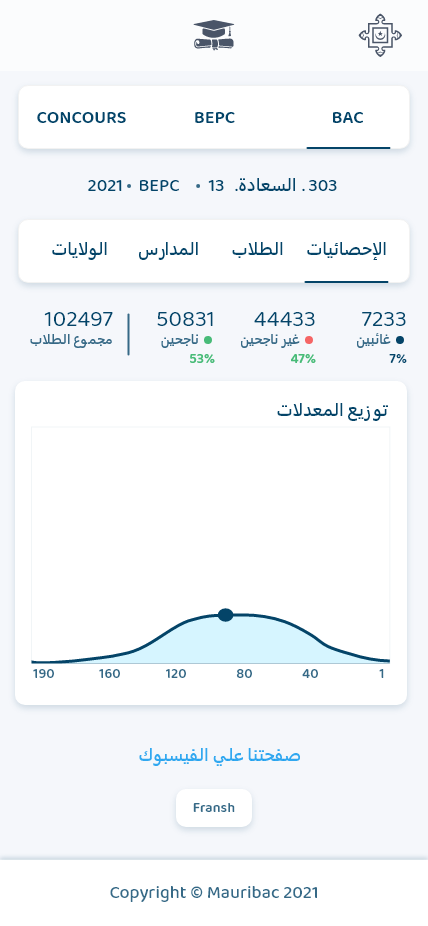 CONCOURS BEPC BAC
303 . السعادة. 13 • BEPC • 2021
الإحصائيات الطلاب المدارس الولايات
7233 44433 50831 102497
غائبين غير ناجحين ناجحين مجموع الطلاب
7% 47% 53%
توزيع المعدلات
190 160 120 80 40 1
صفحتنا علي الفيسبوك
Fransh
Copyright © Mauribac 2021